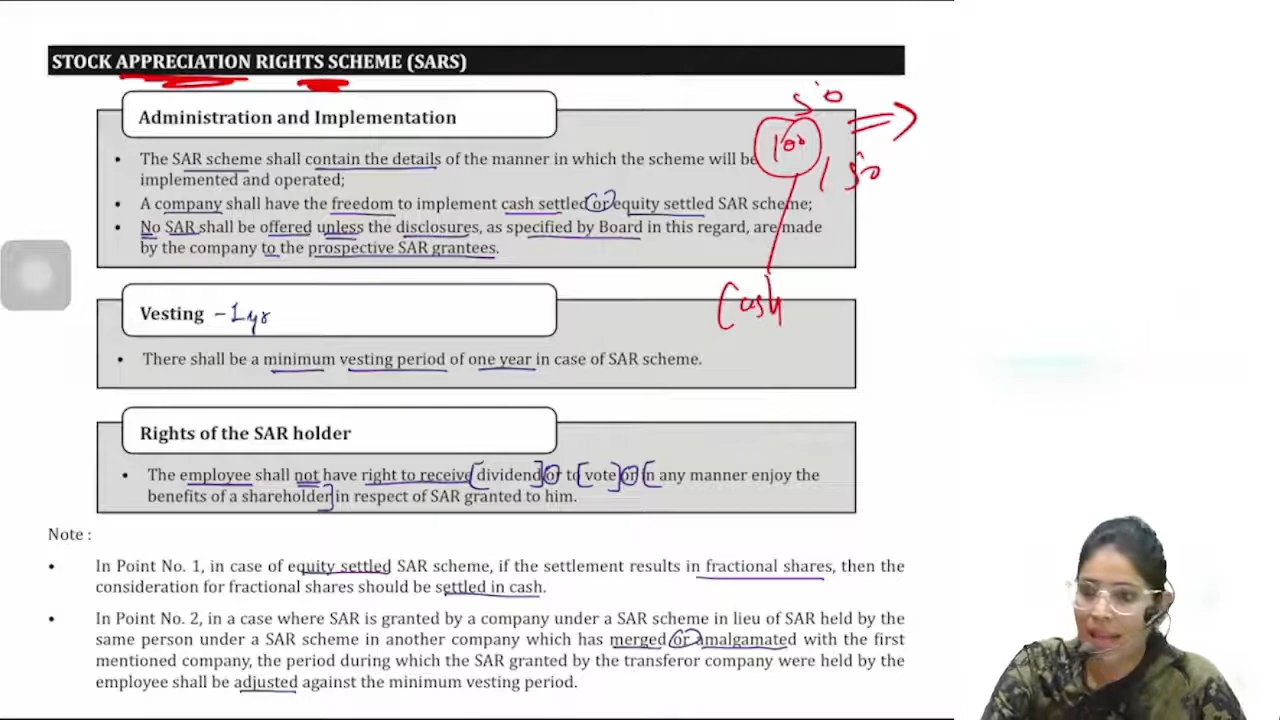 STOCK APPRECIATION RIGHTS SCHEME (SARS)
Administration and Implementation
• The SAR scheme shall contain the details of the manner in which the scheme will be
implemented and operated;
• A company shall have the freedom to implement cash settled or equity settled SAR scheme;
• No SAR shall be offered unless the disclosures, as specified by Board in this regard, are made
by the company to the prospective SAR grantees.
50
100
150
Cash
Vesting - 1 yr
• There shall be a minimum vesting period of one year in case of SAR scheme.
Rights of the SAR holder
• The employee shall not have right to receive dividend or to vote or in any manner enjoy the
benefits of a shareholder in respect of SAR granted to him.
Note :
• In Point No. 1, in case of equity settled SAR scheme, if the settlement results in fractional shares, then the
consideration for fractional shares should be settled in cash.
• In Point No. 2, in a case where SAR is granted by a company under a SAR scheme in lieu of SAR held by the
same person under a SAR scheme in another company which has merged or amalgamated with the first
mentioned company, the period during which the SAR granted by the transferor company were held by the
employee shall be adjusted against the minimum vesting period.